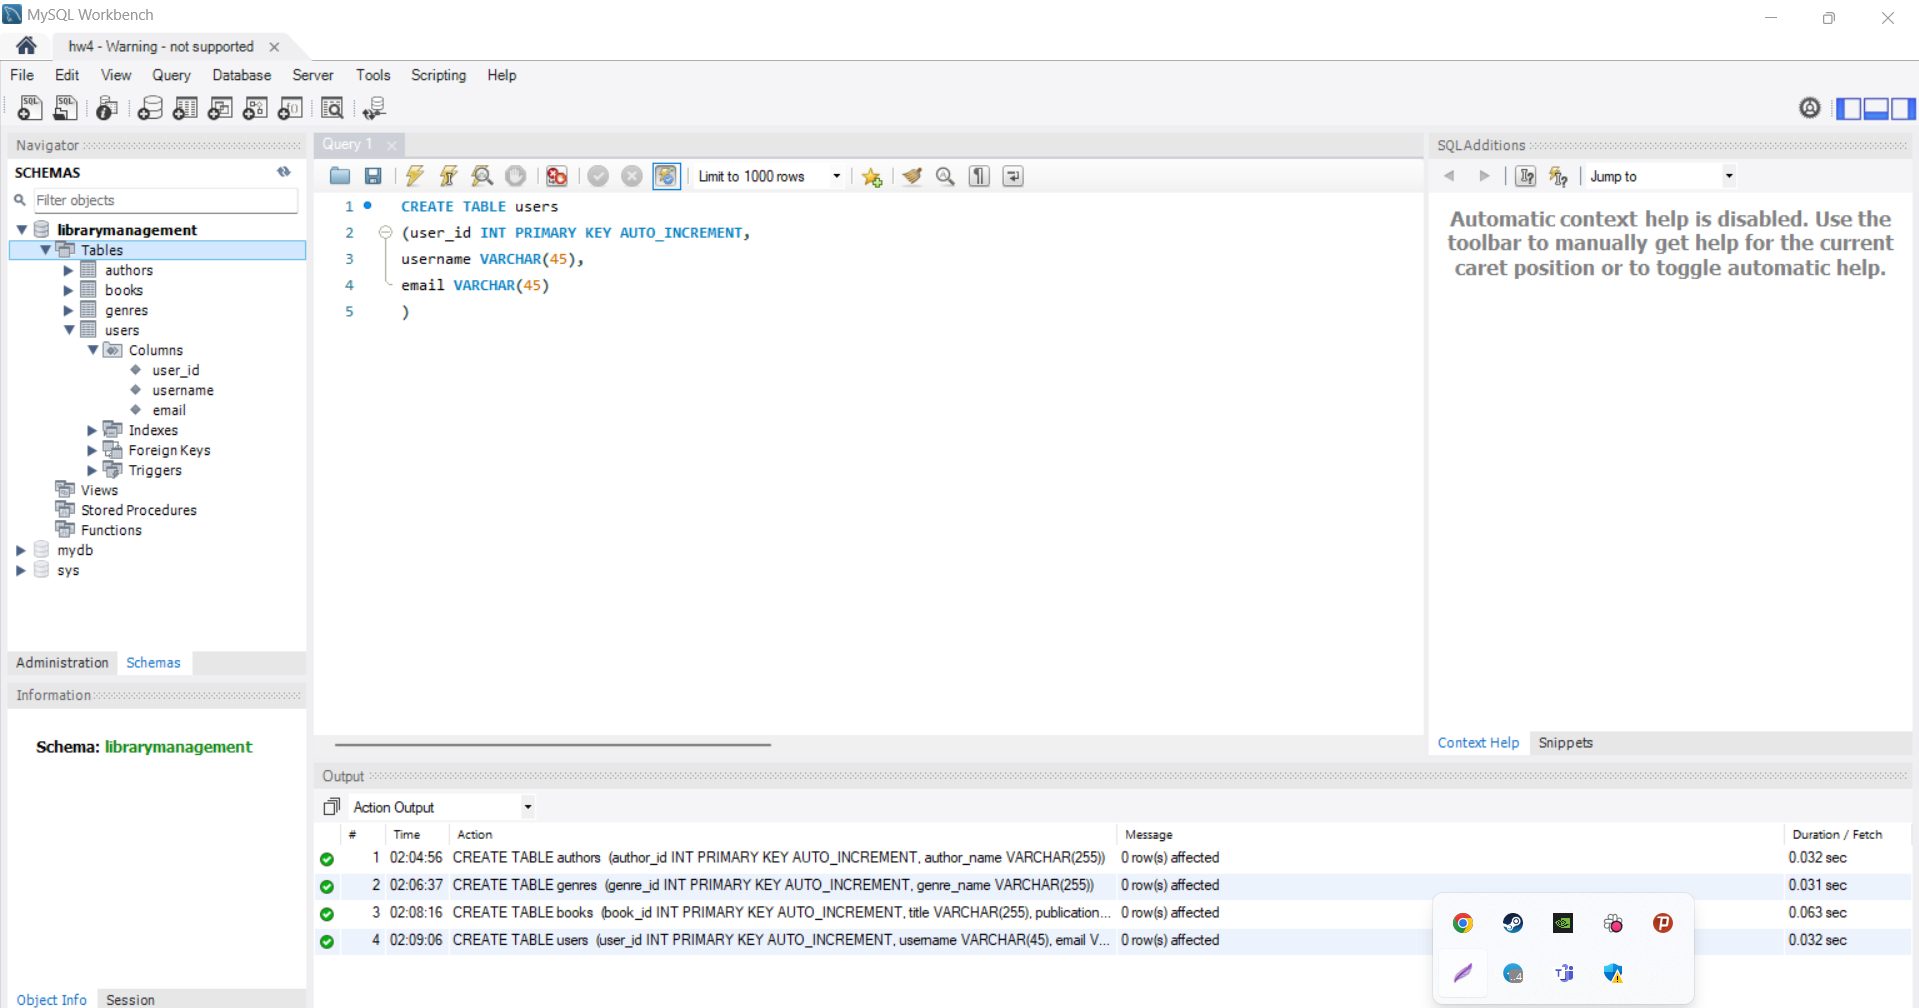 MySQL Workbench
hw4 - Warning - not supported
File Edit View Query Database Server Tools Scripting Help
Navigator
SCHEMAS
Filter objects
librarymanagement
Tables
authors
books
genres
users
Columns
user_id
username
email
Indexes
Foreign Keys
Triggers
Views
Stored Procedures
Functions
mydb
sys
Administration Schemas
Information
Schema: librarymanagement
Object Info Session
Query 1
Limit to 1000 rows
1 CREATE TABLE users
2 (user_id INT PRIMARY KEY AUTO_INCREMENT,
3 username VARCHAR(45),
4 email VARCHAR(45)
5 )
SQLAdditions
Jump to
Automatic context help is disabled. Use the
toolbar to manually get help for the current
caret position or to toggle automatic help.
Context Help Snippets
Output
Action Output
# Time Action Message Duration / Fetch
1 02:04:56 CREATE TABLE authors (author_id INT PRIMARY KEY AUTO_INCREMENT, author_name VARCHAR(255)) 0 row(s) affected 0.032 sec
2 02:06:37 CREATE TABLE genres (genre_id INT PRIMARY KEY AUTO_INCREMENT, genre_name VARCHAR(255)) 0 row(s) affected 0.031 sec
3 02:08:16 CREATE TABLE books (book_id INT PRIMARY KEY AUTO_INCREMENT, title VARCHAR(255), publication... 0 row(s) affected 0.063 sec
4 02:09:06 CREATE TABLE users (user_id INT PRIMARY KEY AUTO_INCREMENT, username VARCHAR(45), email V... 0 row(s) affected 0.032 sec